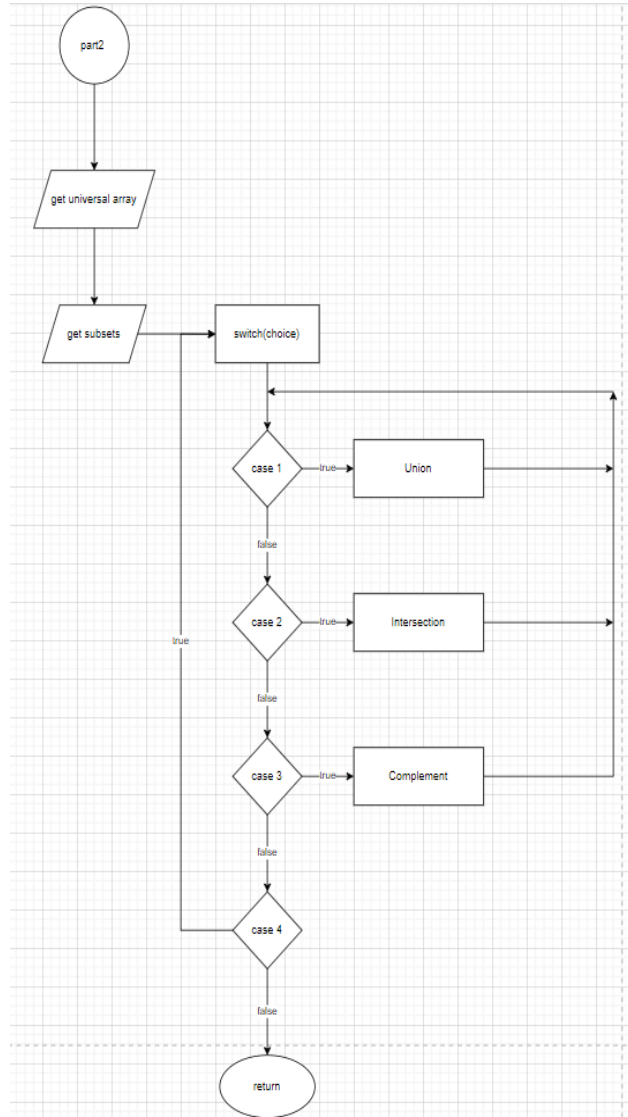 part2
get universal array
get subsets
switch(choice)
case 1
true
Union
false
case 2
true
Intersection
true
false
case 3
true
Complement
false
case 4
false
return